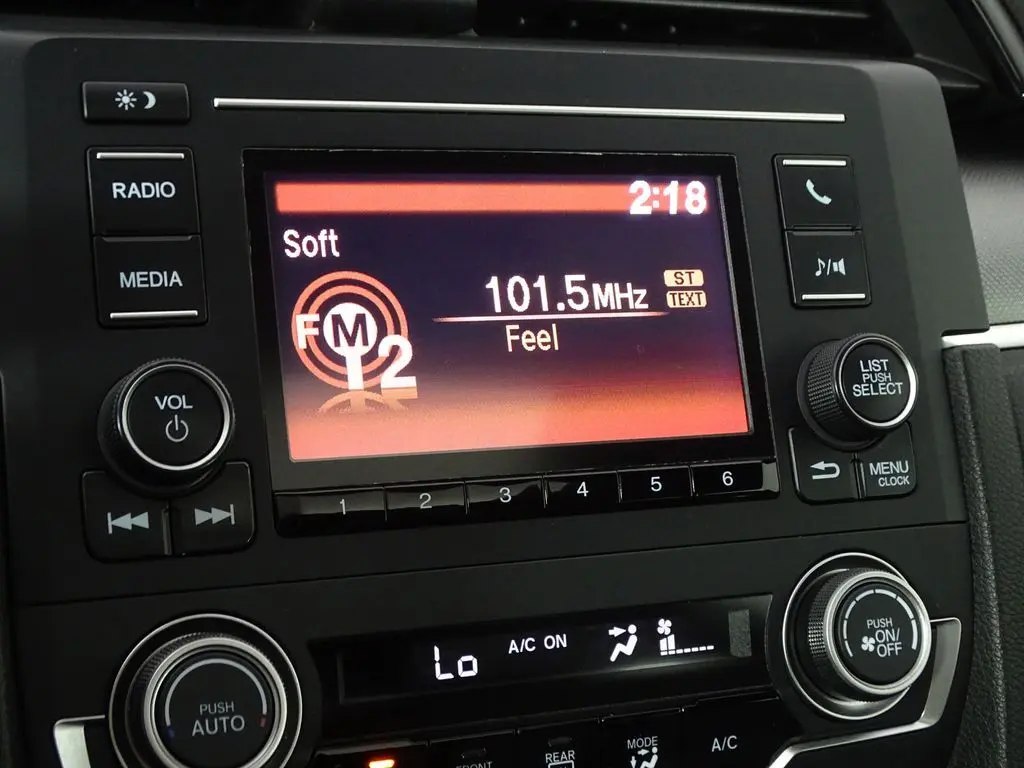 RADIO
MEDIA
VOL
2:18
Soft
FM
2
101.5MHz
ST
TEXT
Feel
1 2 3 4 5 6
LIST
PUSH
SELECT
MENU
CLOCK
Lo
A/C ON
PUSH
AUTO
PUSH
ON/
OFF
FRONT
REAR
MODE
A/C